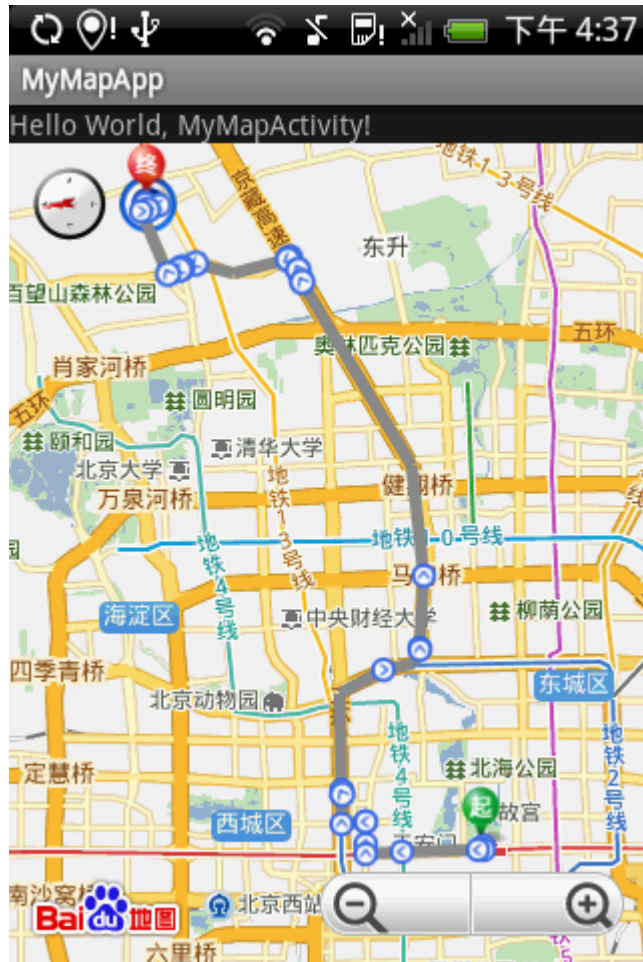 下午 4:37
MyMapApp
Hello World, MyMapActivity!
终
地铁13号线
京藏高速
东升
百望山森林公园
奥林匹克公园
五环
肖家河桥
五环
圆明园
颐和园
清华大学
北京大学
地铁13号线
健翔桥
万泉河桥
地铁10号线
地铁4号线
海淀区
中央财经大学
柳荫公园
四季青桥
东城区
北京动物园
地铁4号线
地铁2号线
定慧桥
北海公园
起
故宫
西城区
天安门
南沙窝桥
Bai du 地图
北京西站
六里桥